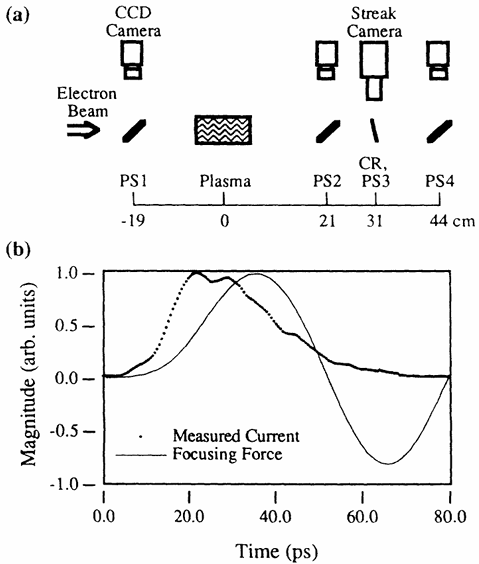 (a)
CCD Camera
Streak Camera
Electron Beam
CR,
PS1 Plasma PS2 PS3 PS4
-19 0 21 31 44 cm
(b)
Magnitude (arb. units)
1.0
0.5
0.0
-0.5
-1.0
Measured Current
Focusing Force
0.0 20.0 40.0 60.0 80.0
Time (ps)